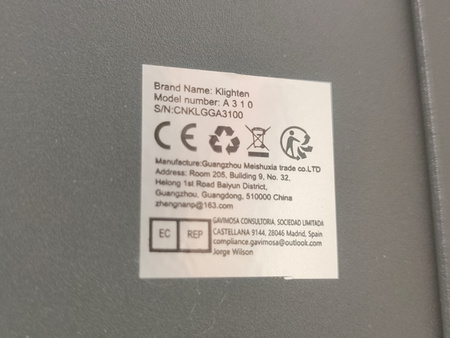 Brand Name: Klighten
Model number: A 3 1 0
S/N:CNKLGGA3100
CE
Manufacture:Guangzhou Meishuxia trade co.LTD
Address: Room 205, Building 9, No. 32,
Helong 1st Road Baiyun District,
Guangzhou, Guangdong, 510000 China
zhengnanp@163.com
EC REP
GAVIMOSA CONSULTORIA, SOCIEDAD LIMITADA
CASTELLANA 9144, 28046 Madrid, Spain
compliance.gavimosa@outlook.com
Jorge Wilson